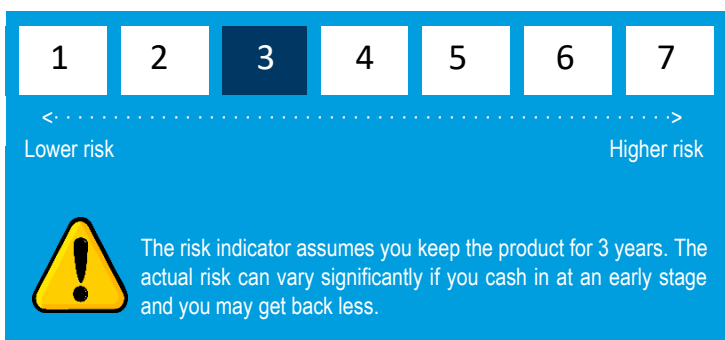 1 2 3 4 5 6 7
Lower risk Higher risk
The risk indicator assumes you keep the product for 3 years. The
actual risk can vary significantly if you cash in at an early stage
and you may get back less.